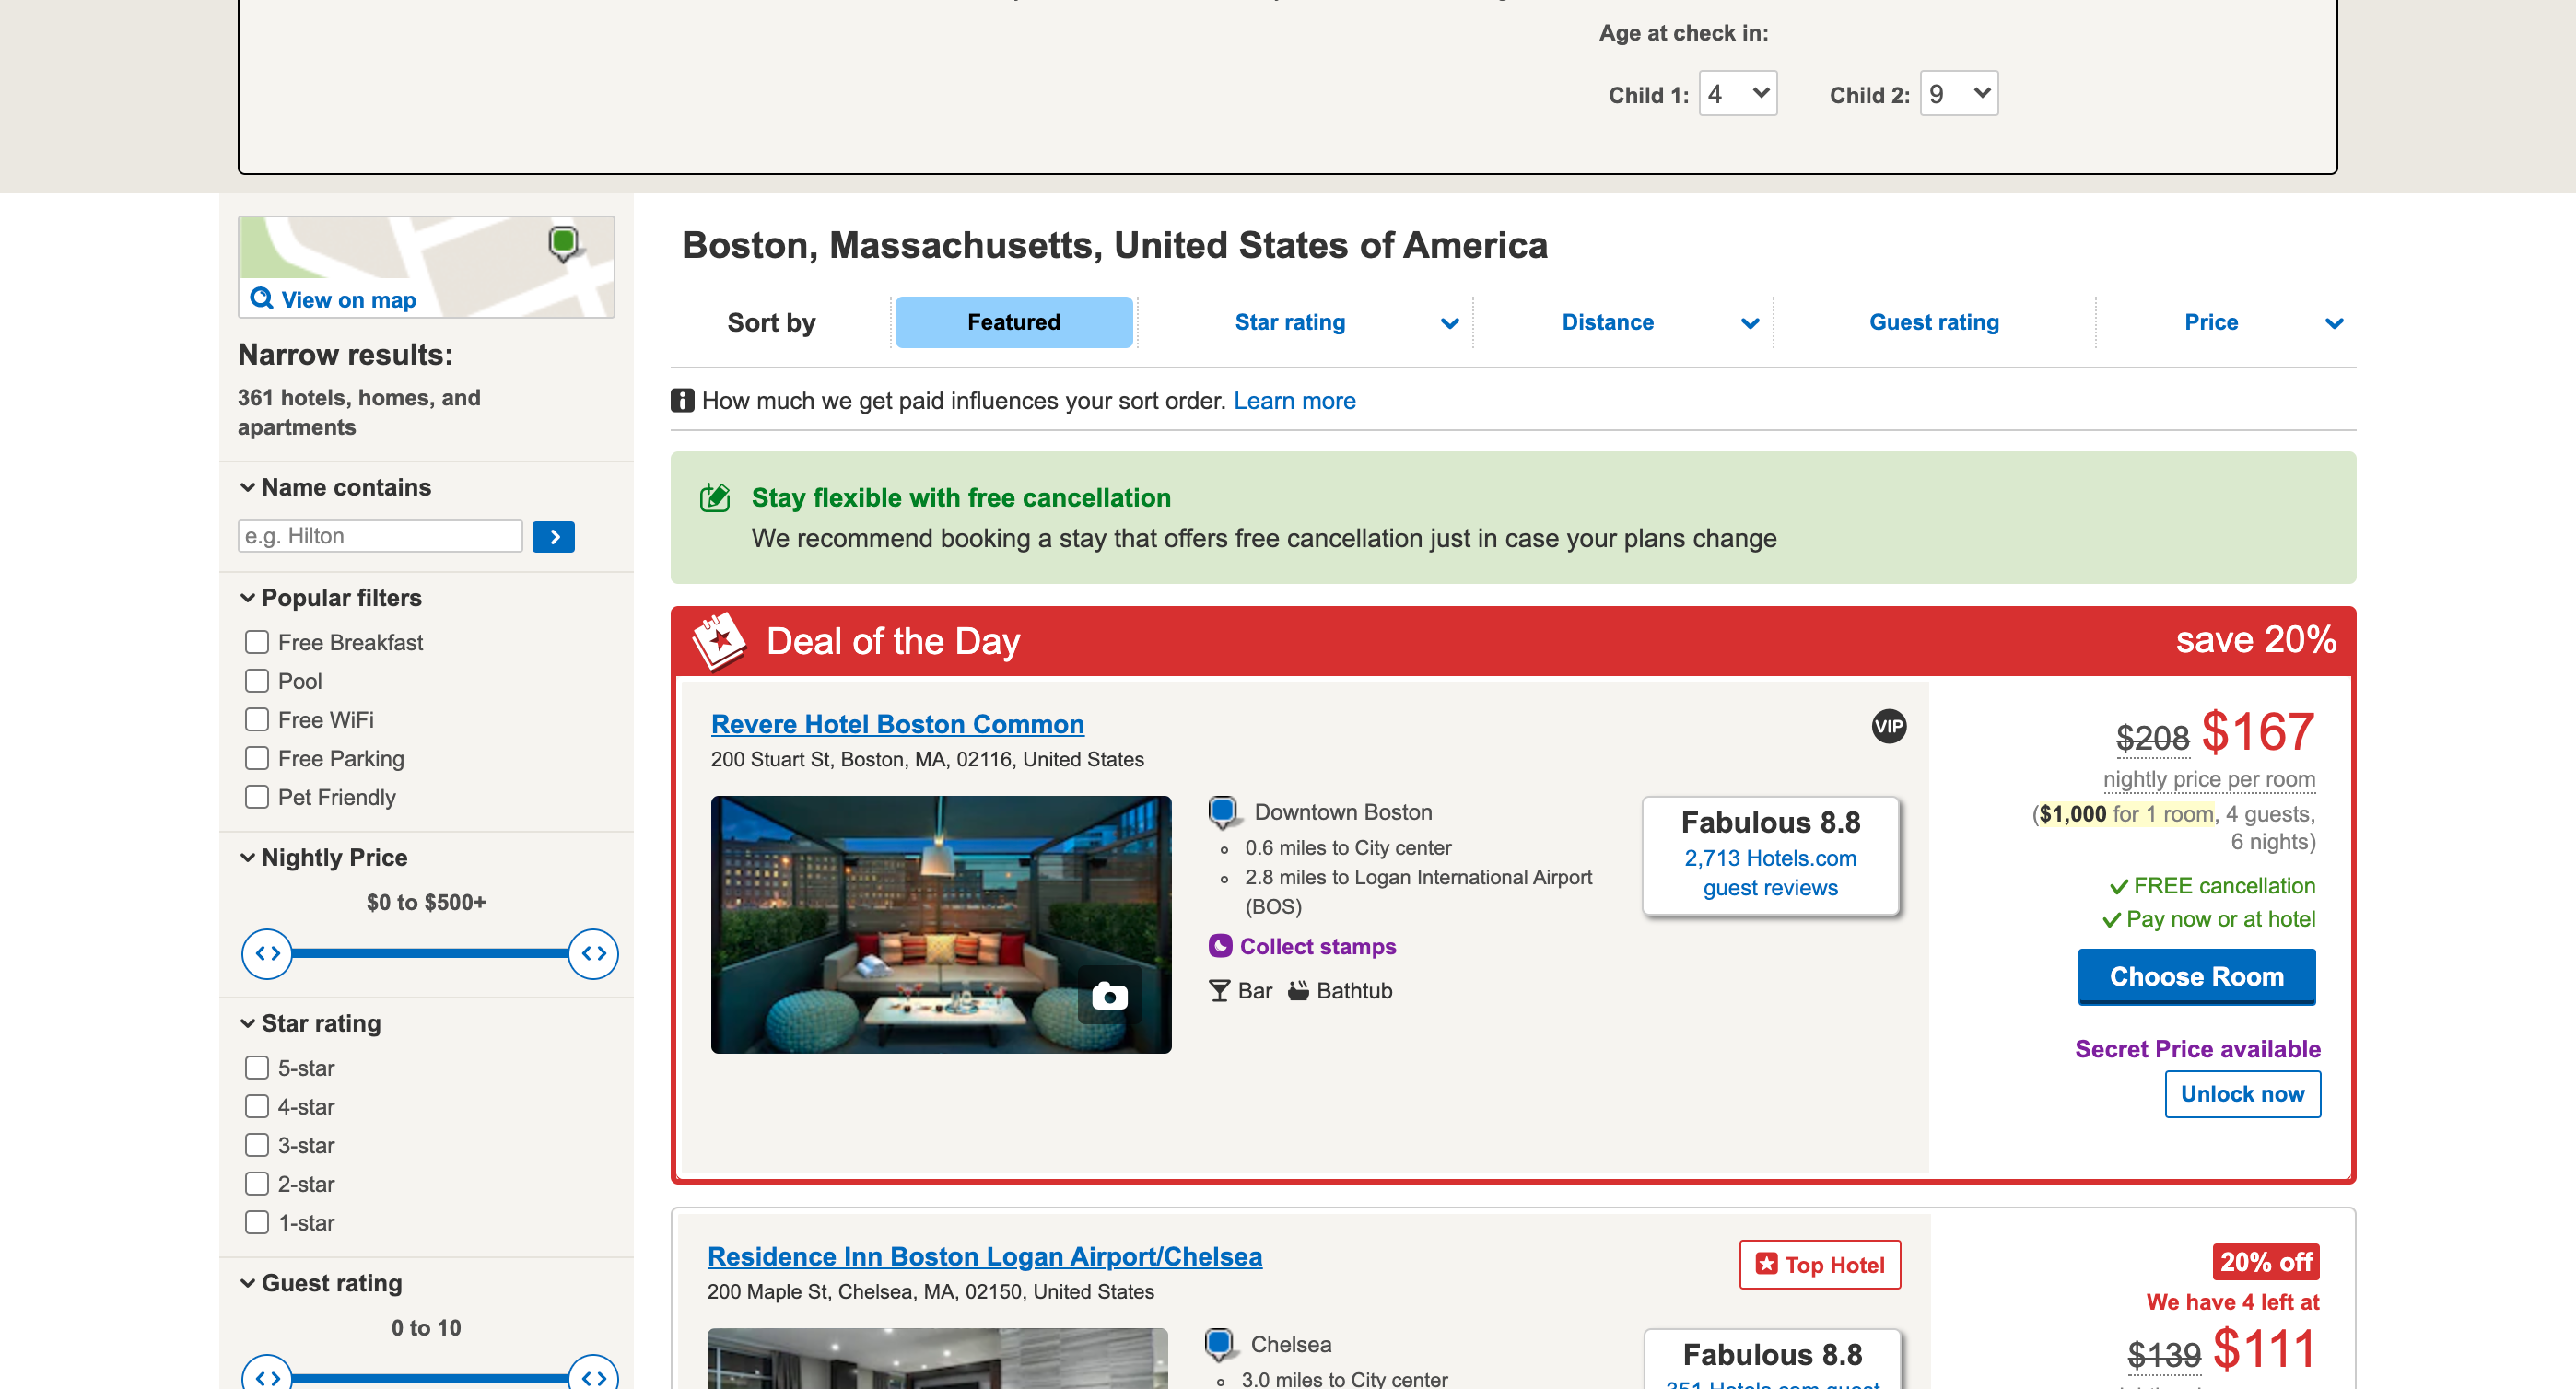 Age at check in:
Child 1: 4 Child 2: 9
View on map
Narrow results:
361 hotels, homes, and
apartments
Name contains
e.g. Hilton
Popular filters
Free Breakfast
Pool
Free WiFi
Free Parking
Pet Friendly
Nightly Price
$0 to $500+
Star rating
5-star
4-star
3-star
2-star
1-star
Guest rating
0 to 10
Boston, Massachusetts, United States of America
Sort by Featured Star rating Distance Guest rating Price
How much we get paid influences your sort order. Learn more
Stay flexible with free cancellation
We recommend booking a stay that offers free cancellation just in case your plans change
Deal of the Day save 20%
Revere Hotel Boston Common
200 Stuart St, Boston, MA, 02116, United States
VIP
Downtown Boston
0.6 miles to City center
2.8 miles to Logan International Airport
(BOS)
Collect stamps
Bar Bathtub
Fabulous 8.8
2,713 Hotels.com
guest reviews
$208 $167
nightly price per room
($1,000 for 1 room, 4 guests,
6 nights)
FREE cancellation
Pay now or at hotel
Choose Room
Secret Price available
Unlock now
Residence Inn Boston Logan Airport/Chelsea
200 Maple St, Chelsea, MA, 02150, United States
Top Hotel
Chelsea
3.0 miles to City center
Fabulous 8.8
351 Hotels.com guest
20% off
We have 4 left at
$139 $111